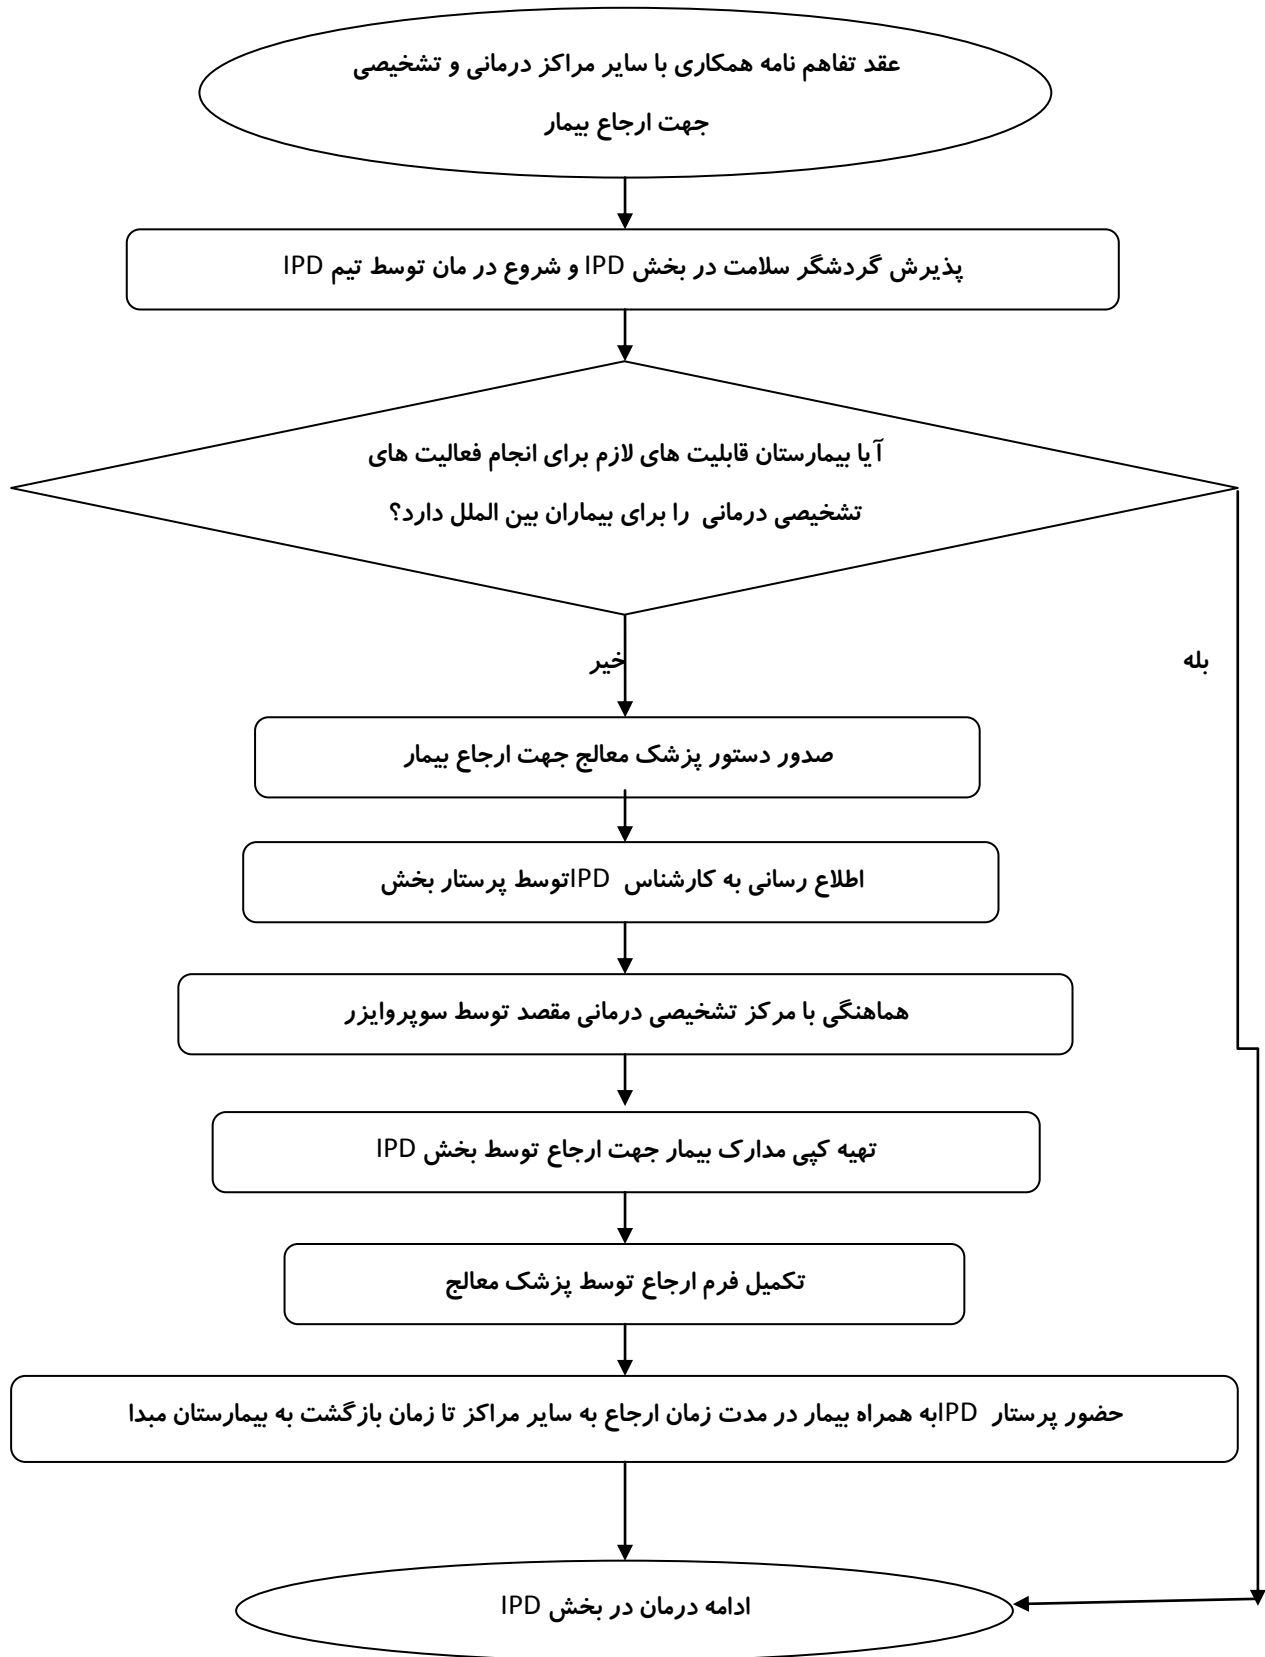 عقد تفاهم نامه همکاری با سایر مراکز درمانی و تشخیصی
جهت ارجاع بیمار
پذیرش گردشگر سلامت در بخش IPD و شروع در مان توسط تیم IPD
آیا بیمارستان قابلیت های لازم برای انجام فعالیت های
تشخیصی درمانی را برای بیماران بین الملل دارد؟
خیر
بله
صدور دستور پزشک معالج جهت ارجاع بیمار
اطلاع رسانی به کارشناس IPDتوسط پرستار بخش
هماهنگی با مرکز تشخیصی درمانی مقصد توسط سوپروایزر
تهیه کپی مدارک بیمار جهت ارجاع توسط بخش IPD
تکمیل فرم ارجاع توسط پزشک معالج
حضور پرستار IPDبه همراه بیمار در مدت زمان ارجاع به سایر مراکز تا زمان بازگشت به بیمارستان مبدا
ادامه درمان در بخش IPD